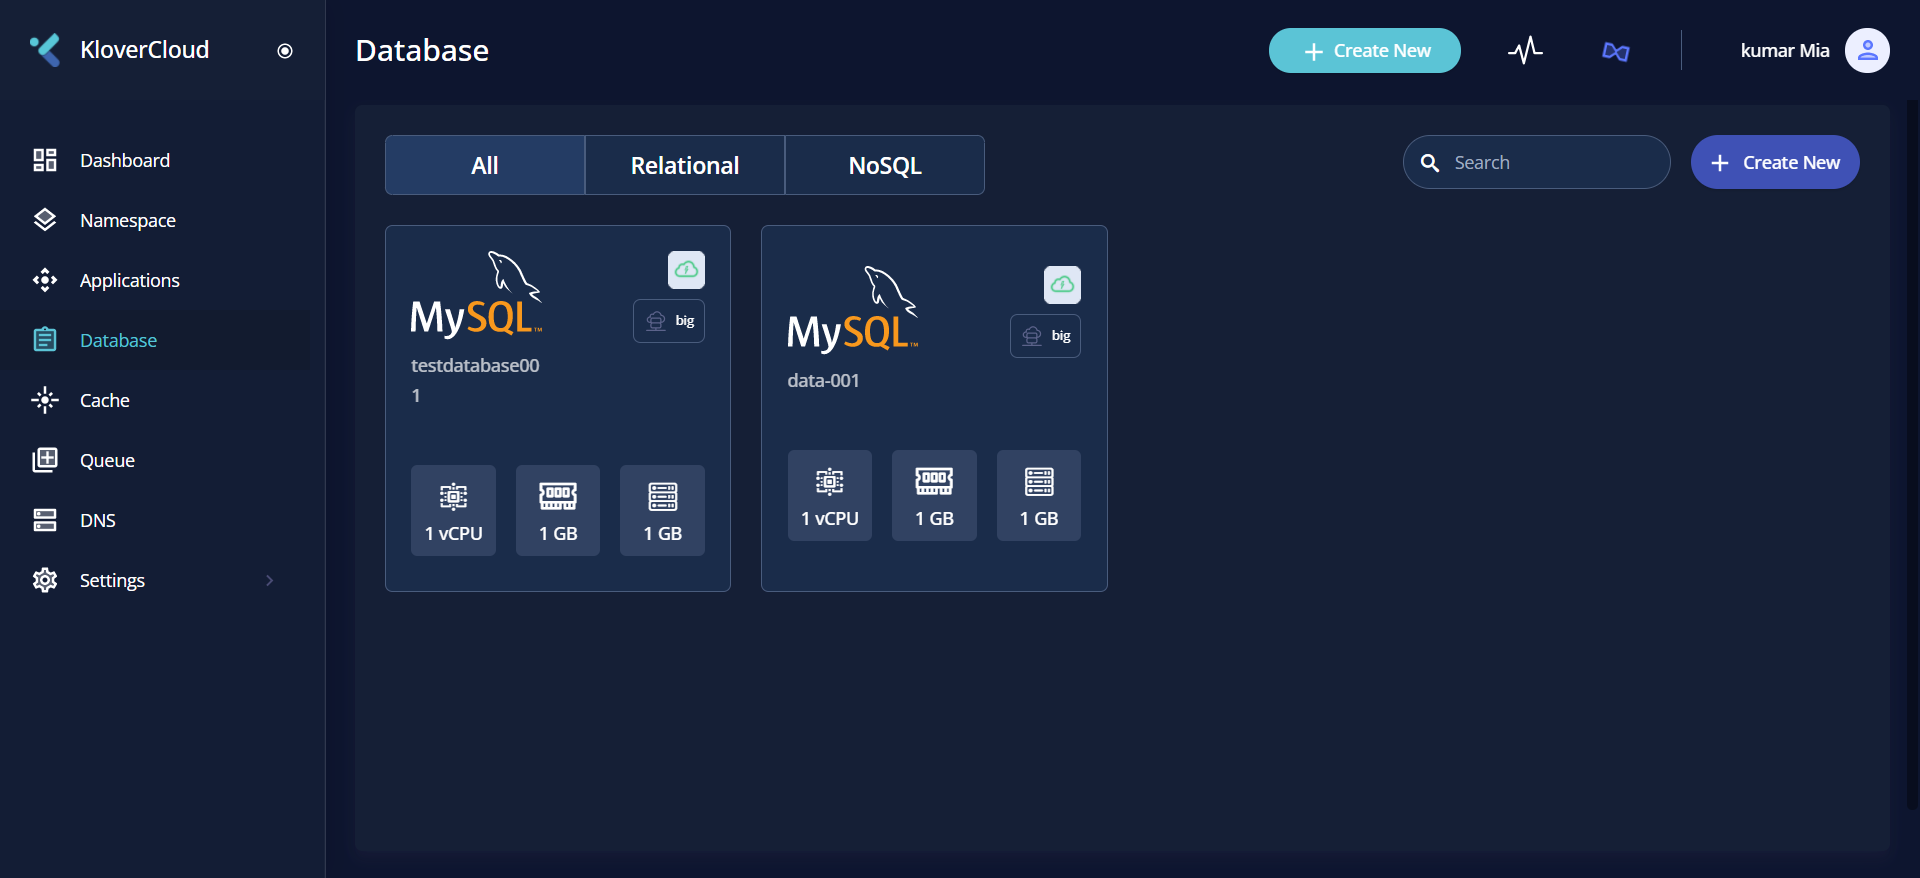 KloverCloud
Database
Create New
kumar Mia
Dashboard
Namespace
Applications
Database
Cache
Queue
DNS
Settings
All
Relational
NoSQL
Search
Create New
MySQL™
big
testdatabase00
1
1 vCPU
1 GB
1 GB
MySQL™
big
data-001
1 vCPU
1 GB
1 GB